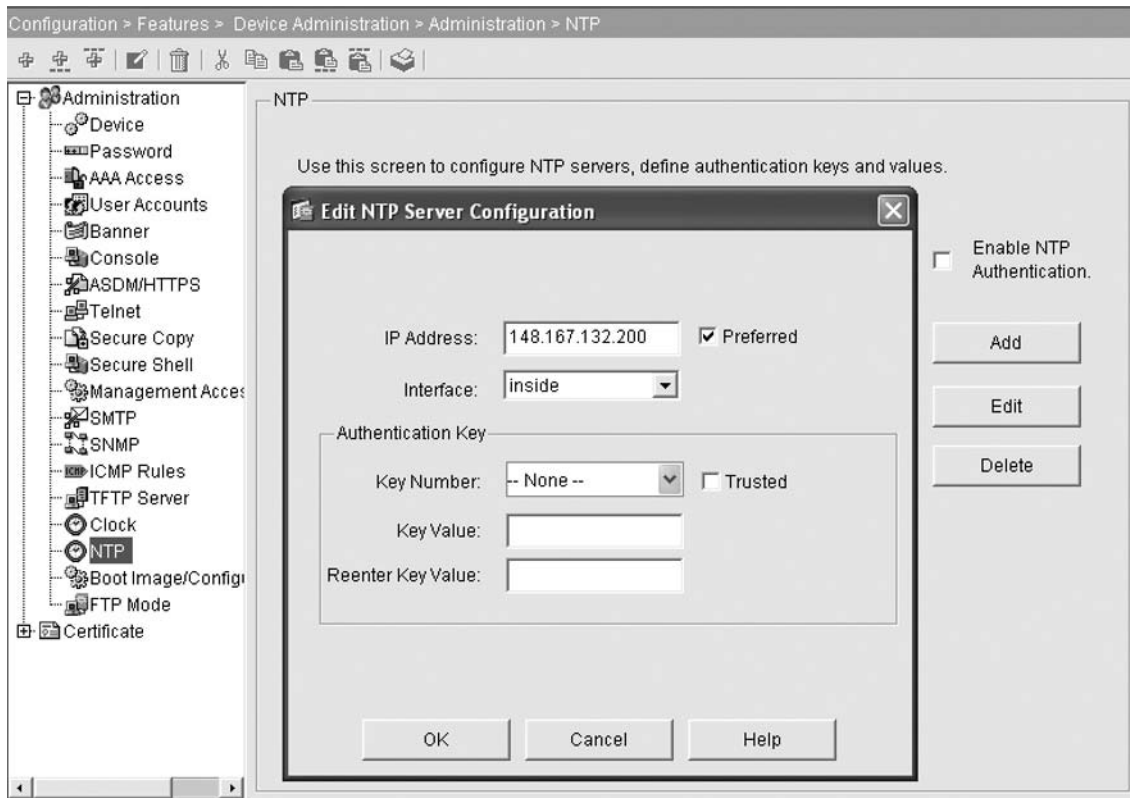 Configuration > Features > Device Administration > Administration > NTP
Administration
Device
Password
AAA Access
User Accounts
Banner
Console
ASDM/HTTPS
Telnet
Secure Copy
Secure Shell
Management Acces
SMTP
SNMP
ICMP Rules
TFTP Server
Clock
NTP
Boot Image/Config
FTP Mode
Certificate
NTP
Use this screen to configure NTP servers, define authentication keys and values.
Edit NTP Server Configuration
IP Address: 148.167.132.200 Preferred
Interface: inside
Authentication Key
Key Number: -- None -- Trusted
Key Value:
Reenter Key Value:
OK Cancel Help
Enable NTP
Authentication.
Add
Edit
Delete